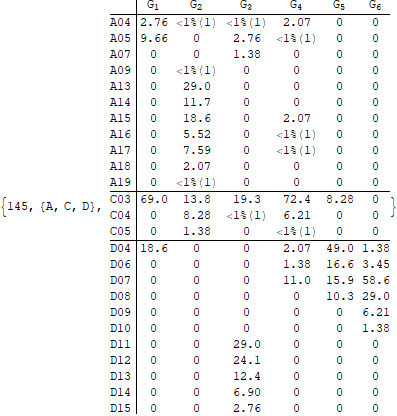 G1 G2 G3 G4 G5 G6
A04 2.76 <1%(1) <1%(1) 2.07 0 0
A05 9.66 0 2.76 <1%(1) 0 0
A07 0 0 1.38 0 0 0
A09 0 <1%(1) 0 0 0 0
A13 0 29.0 0 0 0 0
A14 0 11.7 0 0 0 0
A15 0 18.6 0 2.07 0 0
A16 0 5.52 0 <1%(1) 0 0
A17 0 7.59 0 <1%(1) 0 0
A18 0 2.07 0 0 0 0
A19 0 <1%(1) 0 0 0 0
{145, {A, C, D}, C03 69.0 13.8 19.3 72.4 8.28 0 }
C04 0 8.28 <1%(1) 6.21 0 0
C05 0 1.38 0 <1%(1) 0 0
D04 18.6 0 0 2.07 49.0 1.38
D06 0 0 0 1.38 16.6 3.45
D07 0 0 0 11.0 15.9 58.6
D08 0 0 0 0 10.3 29.0
D09 0 0 0 0 0 6.21
D10 0 0 0 0 0 1.38
D11 0 0 29.0 0 0 0
D12 0 0 24.1 0 0 0
D13 0 0 12.4 0 0 0
D14 0 0 6.90 0 0 0
D15 0 0 2.76 0 0 0